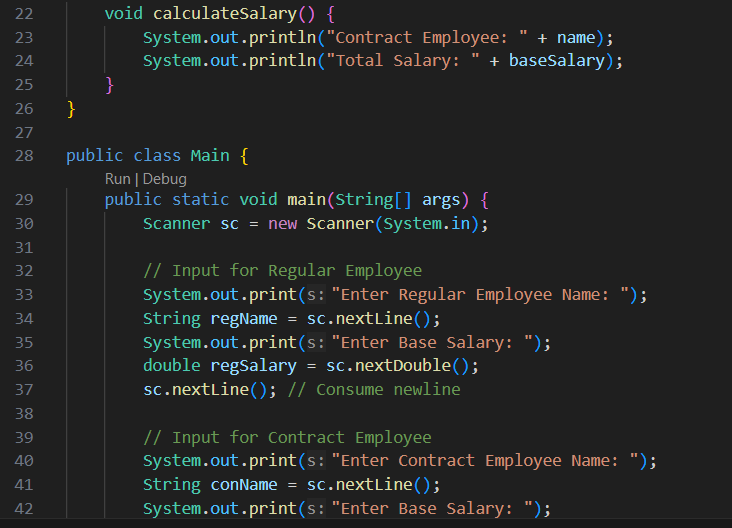 22 void calculateSalary() {
23 System.out.println("Contract Employee: " + name);
24 System.out.println("Total Salary: " + baseSalary);
25 }
26 }
27
28 public class Main {
Run | Debug
29 public static void main(String[] args) {
30 Scanner sc = new Scanner(System.in);
31
32 // Input for Regular Employee
33 System.out.print(s:"Enter Regular Employee Name: ");
34 String regName = sc.nextLine();
35 System.out.print(s:"Enter Base Salary: ");
36 double regSalary = sc.nextDouble();
37 sc.nextLine(); // Consume newline
38
39 // Input for Contract Employee
40 System.out.print(s:"Enter Contract Employee Name: ");
41 String conName = sc.nextLine();
42 System.out.print(s:"Enter Base Salary: ");